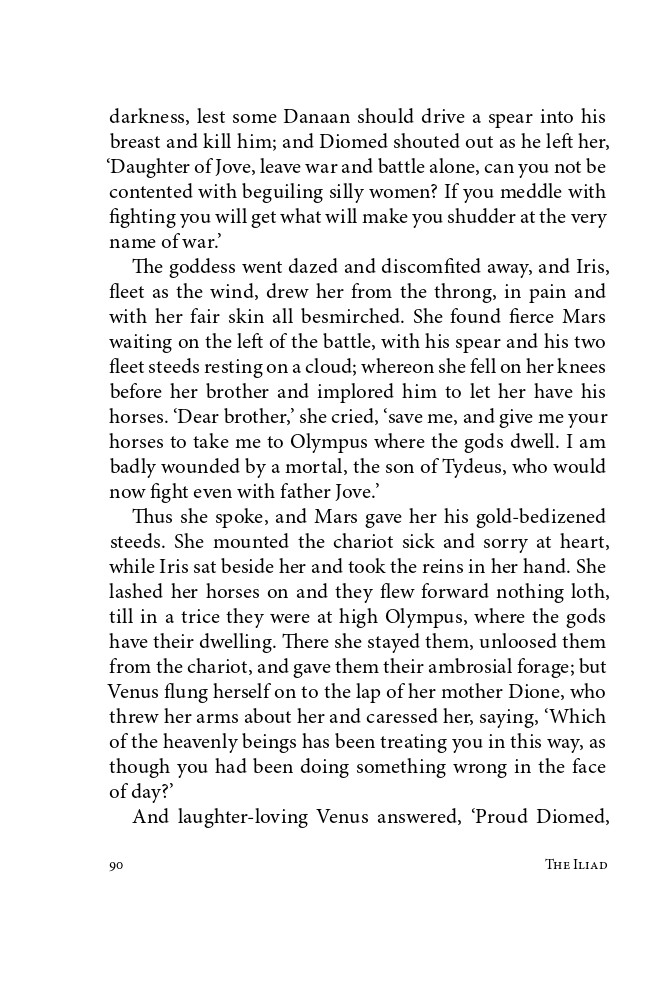 darkness, lest some Danaan should drive a spear into his
breast and kill him; and Diomed shouted out as he left her,
‘Daughter of Jove, leave war and battle alone, can you not be
contented with beguiling silly women? If you meddle with
fighting you will get what will make you shudder at the very
name of war.’
The goddess went dazed and discomfited away, and Iris,
fleet as the wind, drew her from the throng, in pain and
with her fair skin all besmirched. She found fierce Mars
waiting on the left of the battle, with his spear and his two
fleet steeds resting on a cloud; whereon she fell on her knees
before her brother and implored him to let her have his
horses. ‘Dear brother,’ she cried, ‘save me, and give me your
horses to take me to Olympus where the gods dwell. I am
badly wounded by a mortal, the son of Tydeus, who would
now fight even with father Jove.’
Thus she spoke, and Mars gave her his gold-bedizened
steeds. She mounted the chariot sick and sorry at heart,
while Iris sat beside her and took the reins in her hand. She
lashed her horses on and they flew forward nothing loth,
till in a trice they were at high Olympus, where the gods
have their dwelling. There she stayed them, unloosed them
from the chariot, and gave them their ambrosial forage; but
Venus flung herself on to the lap of her mother Dione, who
threw her arms about her and caressed her, saying, ‘Which
of the heavenly beings has been treating you in this way, as
though you had been doing something wrong in the face
of day?’
And laughter-loving Venus answered, ‘Proud Diomed,
90 The Iliad